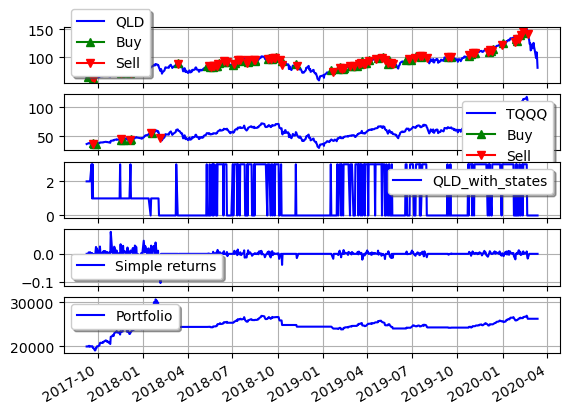 150
100
QLD
Buy
Sell
100
50
TQQQ
Buy
Sell
2
0
QLD_with_states
0.0
-0.1
Simple returns
30000
20000
Portfolio
2017-10
2018-01
2018-04
2018-07
2018-10
2019-01
2019-04
2019-07
2019-10
2020-01
2020-04